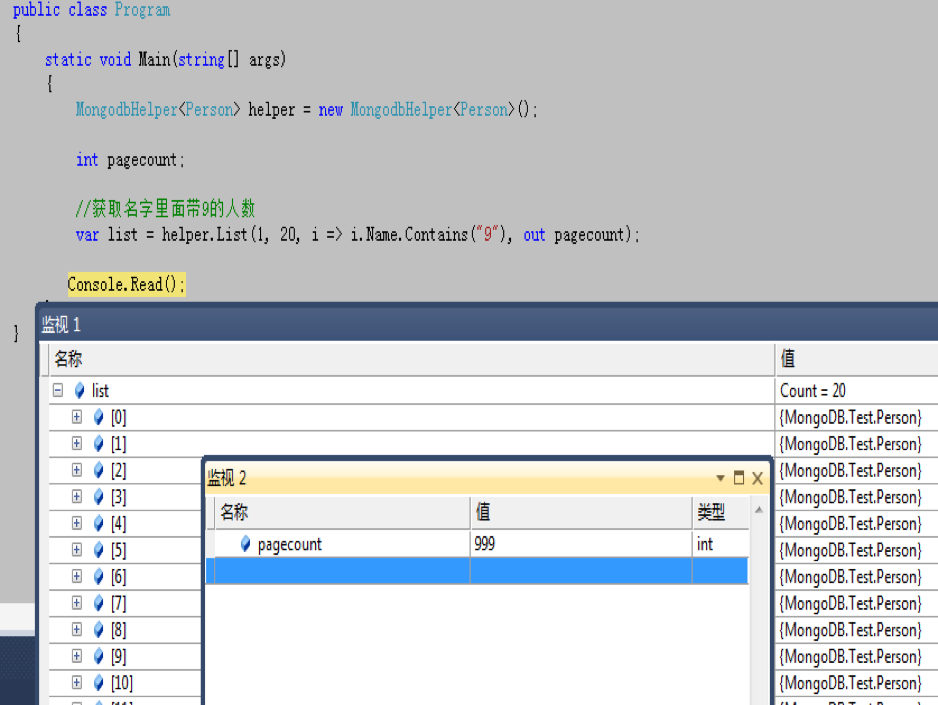 public class Program
{
static void Main(string[] args)
{
MongodbHelper<Person> helper = new MongodbHelper<Person>();
int pagecount;
//获取名字里面带9的人数
var list = helper.List(1, 20, i => i.Name.Contains("9"), out pagecount);
Console.Read();
}
监视 1
名称 值
list Count = 20
[0] {MongoDB.Test.Person}
[1] {MongoDB.Test.Person}
[2] {MongoDB.Test.Person}
[3] {MongoDB.Test.Person}
[4] {MongoDB.Test.Person}
[5] {MongoDB.Test.Person}
[6] {MongoDB.Test.Person}
[7] {MongoDB.Test.Person}
[8] {MongoDB.Test.Person}
[9] {MongoDB.Test.Person}
[10] {MongoDB.Test.Person}
监视 2
名称 值 类型
pagecount 999 int